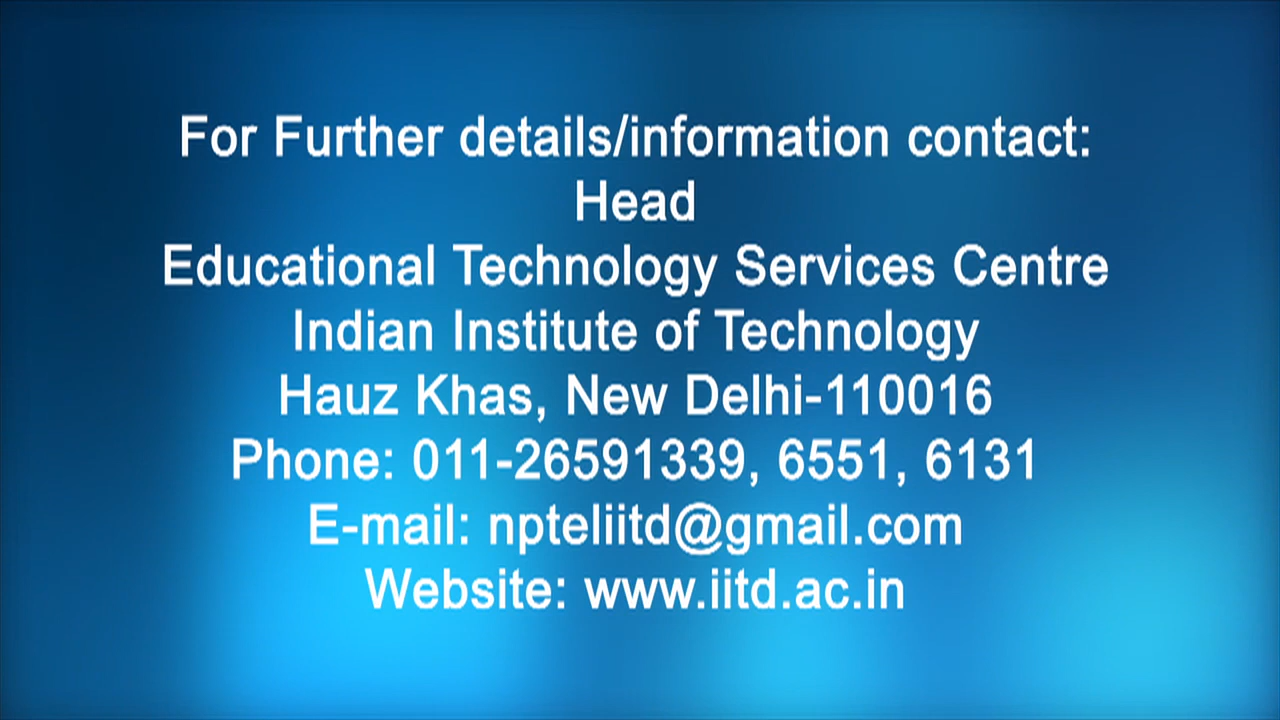 For Further details/information contact:
Head
Educational Technology Services Centre
Indian Institute of Technology
Hauz Khas, New Delhi-110016
Phone: 011-26591339, 6551, 6131
E-mail: npteliitd@gmail.com
Website: www.iitd.ac.in